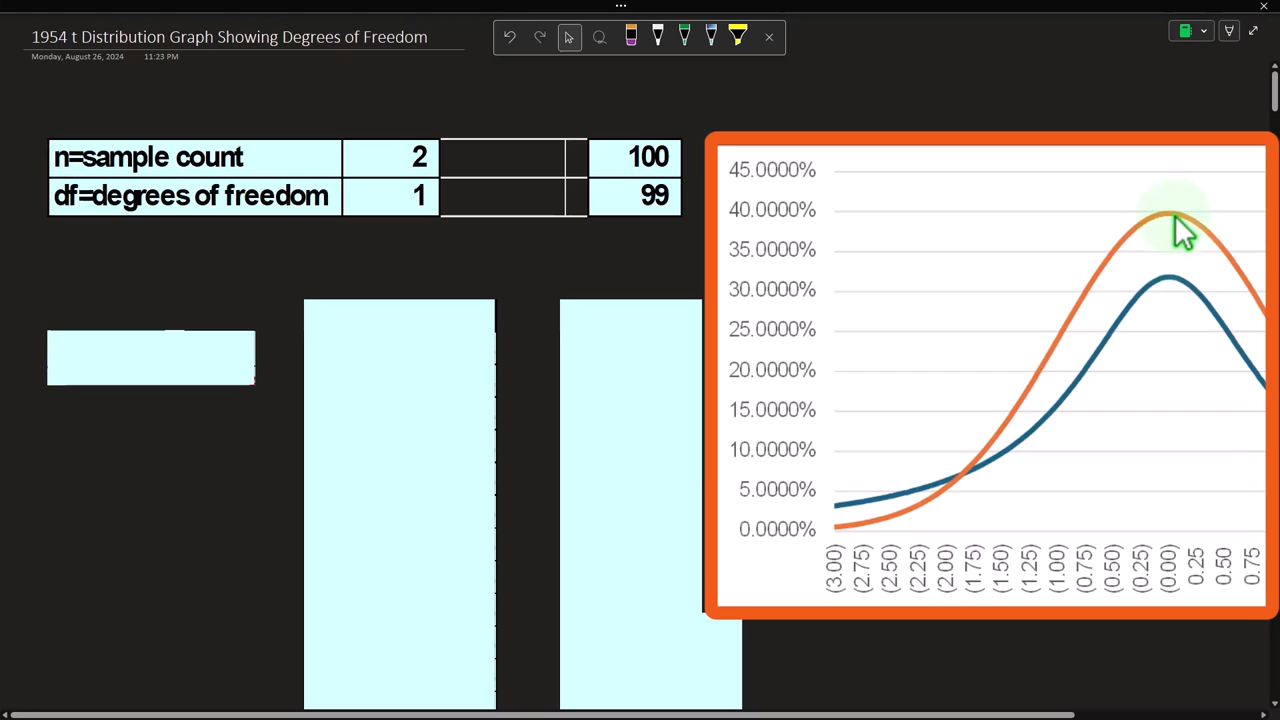 1954 t Distribution Graph Showing Degrees of Freedom
Monday, August 26, 2024 11:23 PM
n=sample count 2 100
df=degrees of freedom 1 99
45.0000%
40.0000%
35.0000%
30.0000%
25.0000%
20.0000%
15.0000%
10.0000%
5.0000%
0.0000%
(3.00) (2.75) (2.50) (2.25) (2.00) (1.75) (1.50) (1.25) (1.00) (0.75) (0.50) (0.25) (0.00) 0.25 0.50 0.75